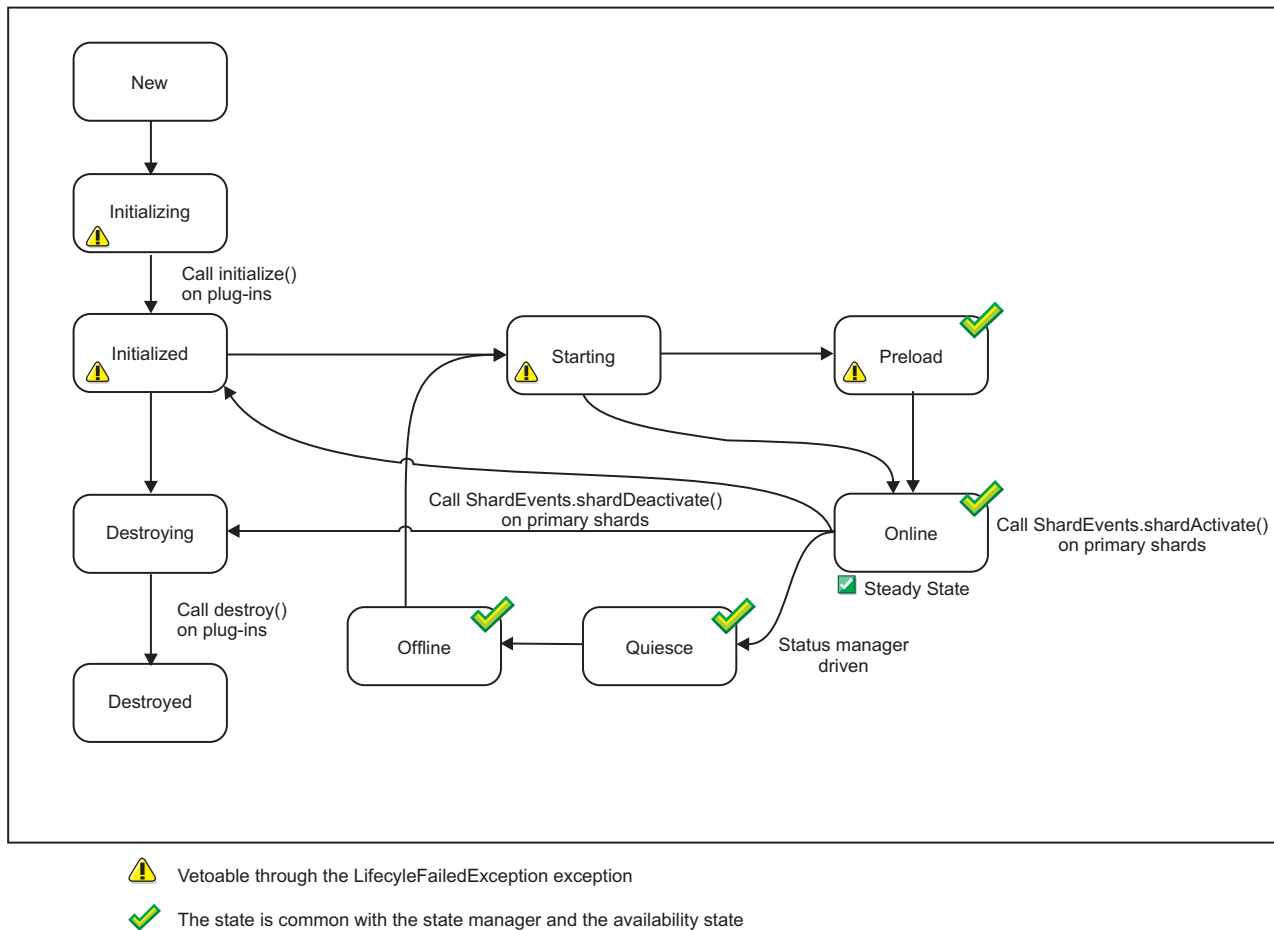 New
Initializing
Call initialize()
on plug-ins
Initialized
Starting
Preload
Call ShardEvents.shardDeactivate()
on primary shards
Destroying
Online
Call ShardEvents.shardActivate()
on primary shards
Steady State
Call destroy()
on plug-ins
Offline
Quiesce
Status manager
driven
Destroyed
Vetoable through the LifecyleFailedException exception
The state is common with the state manager and the availability state